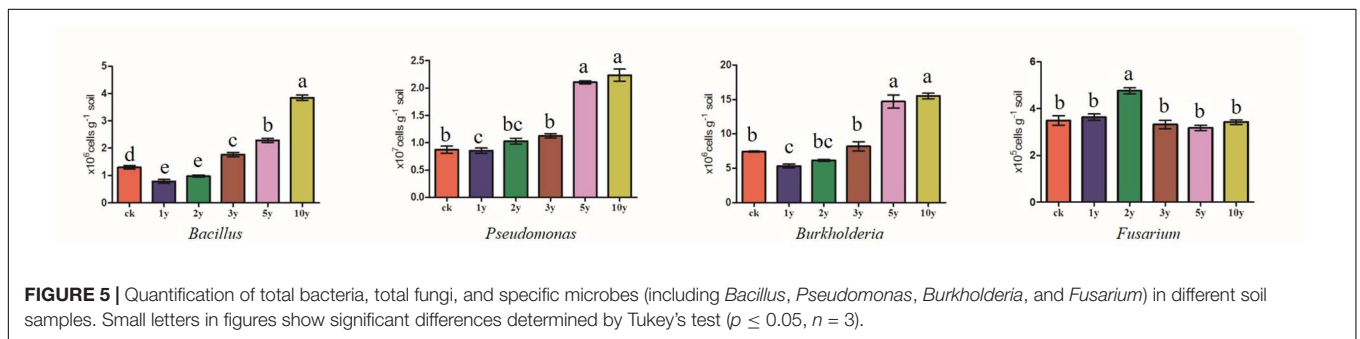 x10⁶cells g⁻¹ soil
5
4
3
2
1
0
d e e c b a
ck 1y 2y 3y 5y 10y
Bacillus
x10⁷cells g⁻¹ soil
2.5
2.0
1.5
1.0
0.5
0.0
b c bc b a a
ck 1y 2y 3y 5y 10y
Pseudomonas
x10⁶cells g⁻¹ soil
20
15
10
5
0
b c bc b a a
ck 1y 2y 3y 5y 10y
Burkholderia
x10⁵cells g⁻¹ soil
6
4
2
0
b b a b b b
ck 1y 2y 3y 5y 10y
Fusarium
FIGURE 5 | Quantification of total bacteria, total fungi, and specific microbes (including Bacillus, Pseudomonas, Burkholderia, and Fusarium) in different soil
samples. Small letters in figures show significant differences determined by Tukey's test (p ≤ 0.05, n = 3).